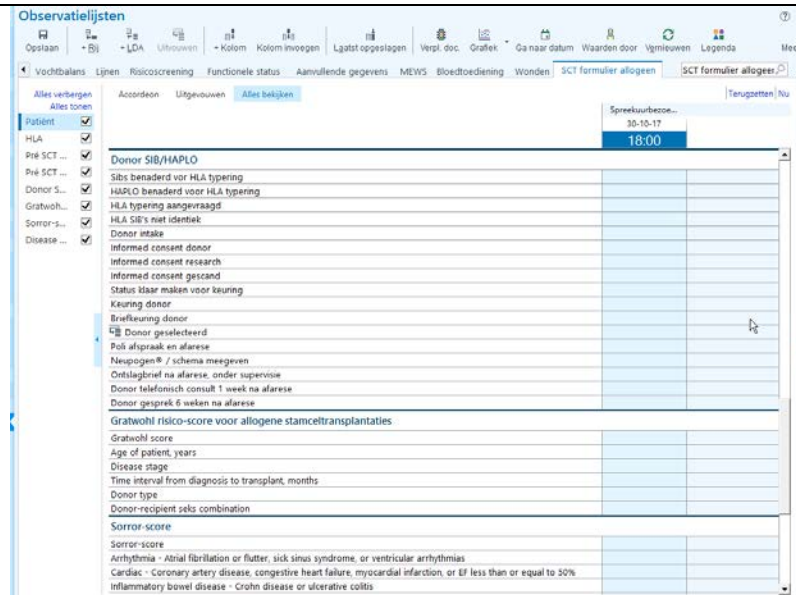 Observatielijsten
Opslaan + Rij + LDA Uitvouwen + Kolom Kolom invoegen Laatst opgeslagen Verpl. doc. Grafiek Ga naar datum Waarden door Vernieuwen Legenda Mee
Vochtbalans Lijnen Risicoscreening Functionele status Aanvullende gegevens MEWS Bloedtoediening Wonden SCT formulier allogeen SCT formulier allogeer
Alles verbergen Accordeon Uitgevouwen Alles bekijken Terugzetten Nu
Alles tonen
Spreekuurbezoe...
30-10-17
18:00
Patiënt
HLA
Pré SCT ...
Pré SCT ...
Donor S...
Gratwoh...
Sorror-s...
Disease ...
Donor SIB/HAPLO
Sibs benaderd vor HLA typering
HAPLO benaderd voor HLA typering
HLA typering aangevraagd
HLA SIB's niet identiek
Donor intake
Informed consent donor
Informed consent research
Informed consent gescand
Status klaar maken voor keuring
Keuring donor
Briefkeuring donor
Donor geselecteerd
Poli afspraak en afarese
Neupogen® / schema meegeven
Ontslagbrief na afarese, onder supervisie
Donor telefonisch consult 1 week na afarese
Donor gesprek 6 weken na afarese
Gratwohl risico-score voor allogene stamceltransplantaties
Gratwohl score
Age of patient, years
Disease stage
Time interval from diagnosis to transplant, months
Donor type
Donor-recipient seks combination
Sorror-score
Sorror-score
Arrhythmia - Atrial fibrillation or flutter, sick sinus syndrome, or ventricular arrhythmias
Cardiac - Coronary artery disease, congestive heart failure, myocardial infarction, or EF less than or equal to 50%
Inflammatory bowel disease - Crohn disease or ulcerative colitis